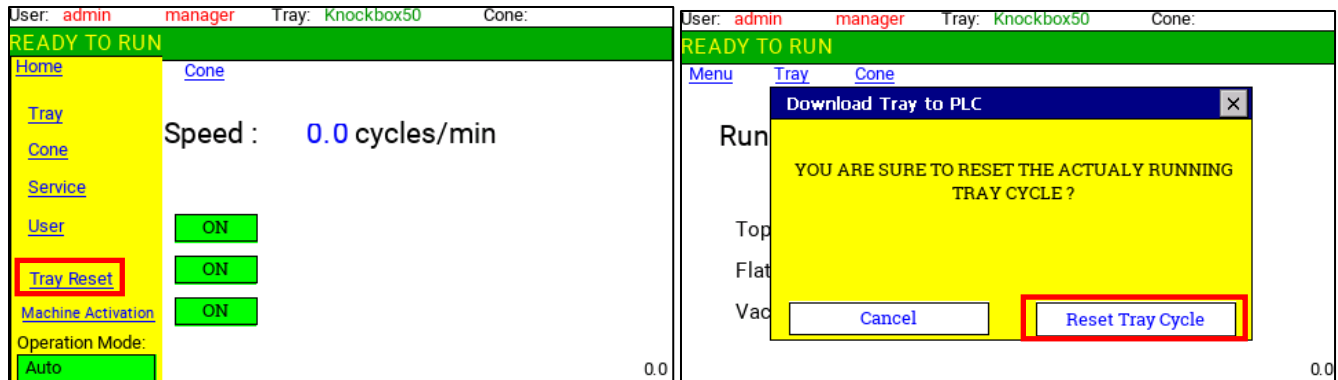 User: admin manager Tray: Knockbox50 Cone:
READY TO RUN
Home
Cone
Tray
Speed : 0.0 cycles/min
Cone
Service
User
ON
Tray Reset
ON
Machine Activation
ON
Operation Mode:
Auto
0.0
User: admin manager Tray: Knockbox50 Cone:
READY TO RUN
Menu Tray Cone
Download Tray to PLC
Run
YOU ARE SURE TO RESET THE ACTUALY RUNNING
TRAY CYCLE ?
Top
Flat
Vac
Cancel
Reset Tray Cycle
0.0